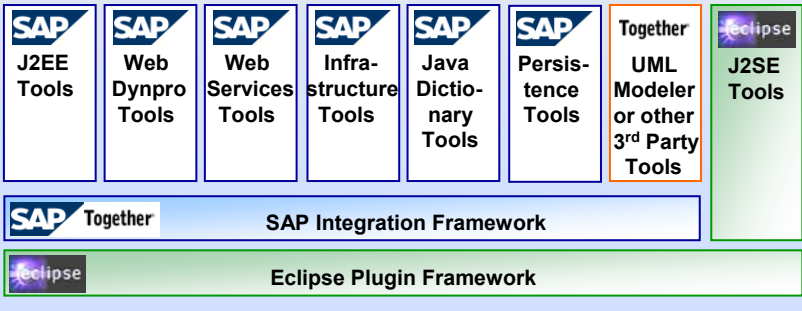 SAP
J2EE
Tools
SAP
Web
Dynpro
Tools
SAP
Web
Services
Tools
SAP
Infra-
structure
Tools
SAP
Java
Dictio-
nary
Tools
SAP
Persis-
tence
Tools
Together
UML
Modeler
or other
3rd Party
Tools
eclipse
J2SE
Tools
SAP Together SAP Integration Framework
eclipse Eclipse Plugin Framework